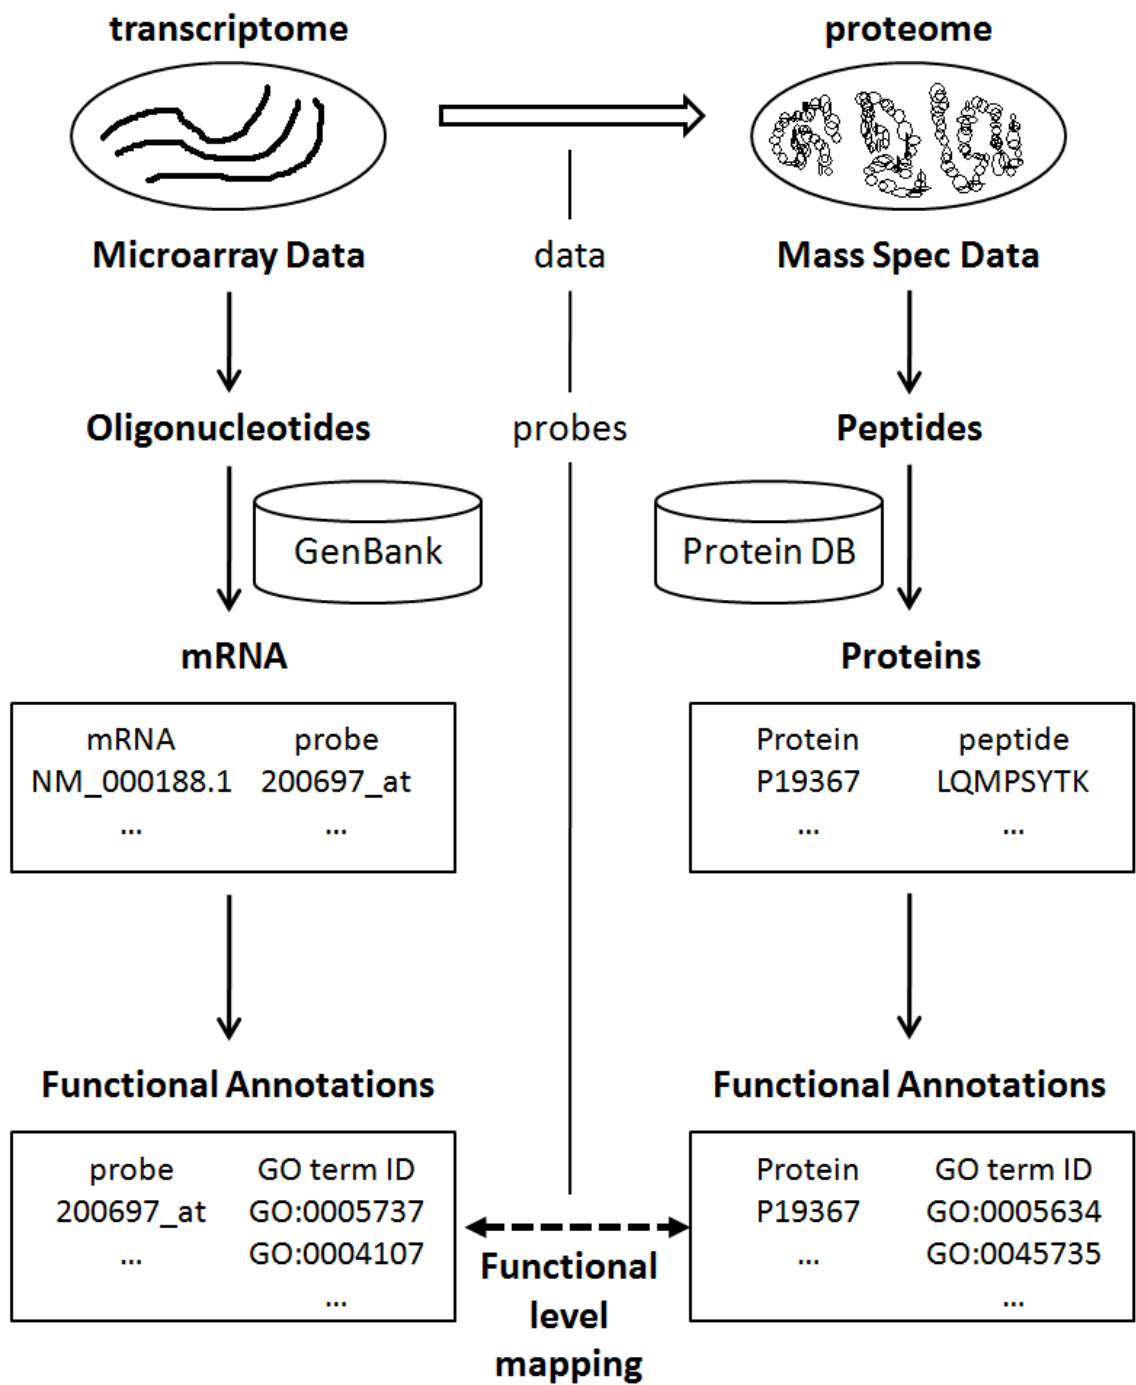 transcriptome
proteome
Microarray Data
data
Mass Spec Data
Oligonucleotides
probes
Peptides
GenBank
Protein DB
mRNA
Proteins
mRNA probe
NM_000188.1 200697_at
... ...
Protein peptide
P19367 LQMPSYTK
... ...
Functional Annotations
Functional Annotations
probe GO term ID
200697_at GO:0005737
... GO:0004107
...
Protein GO term ID
P19367 GO:0005634
... GO:0045735
...
Functional
level
mapping